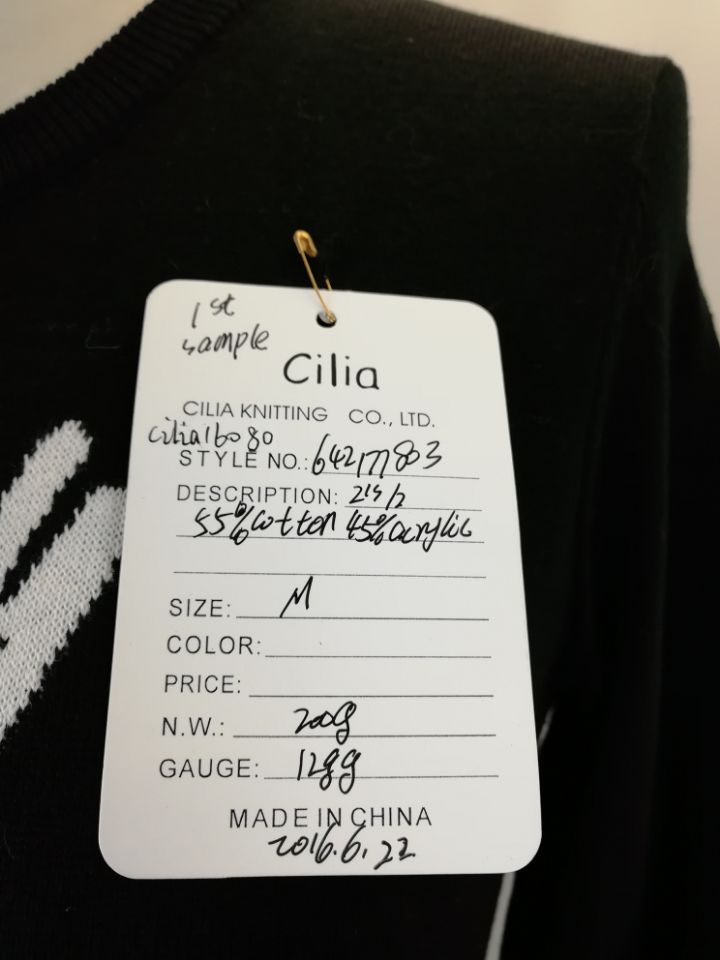 1st
sample
Cilia
CILIA KNITTING CO., LTD.
cilia16080
STYLE NO.: 642177803
DESCRIPTION: 21s/2
55% cotton 45% acrylic
SIZE: M
COLOR:
PRICE:
N.W.: 200g
GAUGE: 12gg
MADE IN CHINA
2016.6.22